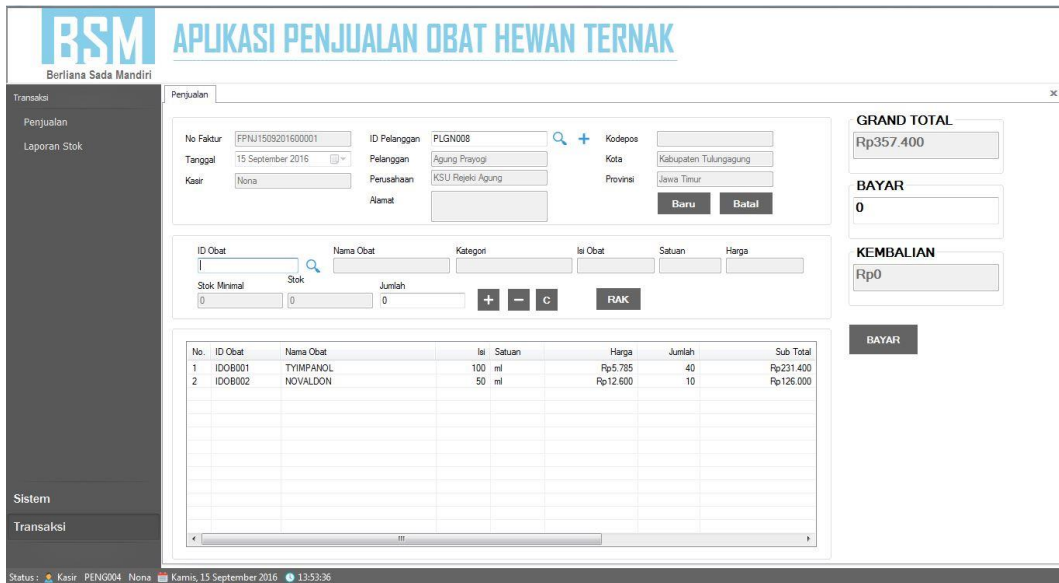 BSM
Berliana Sada Mandiri
APLIKASI PENJUALAN OBAT HEWAN TERNAK
Transaksi
Penjualan
Laporan Stok
Sistem
Transaksi
Penjualan
x
No Faktur FPNJ1509201600001
Tanggal 15 September 2016
Kasir Nona
ID Pelanggan PLGN008
Pelanggan Agung Prayogi
Perusahaan KSU Rejeki Agung
Alamat
Kodepos
Kota Kabupaten Tulungagung
Provinsi Jawa Timur
Baru Batal
ID Obat Nama Obat Kategori Isi Obat Satuan Harga
Stok Minimal Stok Jumlah
0 0 0 + − C RAK
No. ID Obat Nama Obat Isi Satuan Harga Jumlah Sub Total
1 IDOB001 TYIMPANOL 100 ml Rp5.785 40 Rp231.400
2 IDOB002 NOVALDON 50 ml Rp12.600 10 Rp126.000
GRAND TOTAL
Rp357.400
BAYAR
0
KEMBALIAN
Rp0
BAYAR
Status : Kasir PENG004 Nona Kamis, 15 September 2016 13:53:36